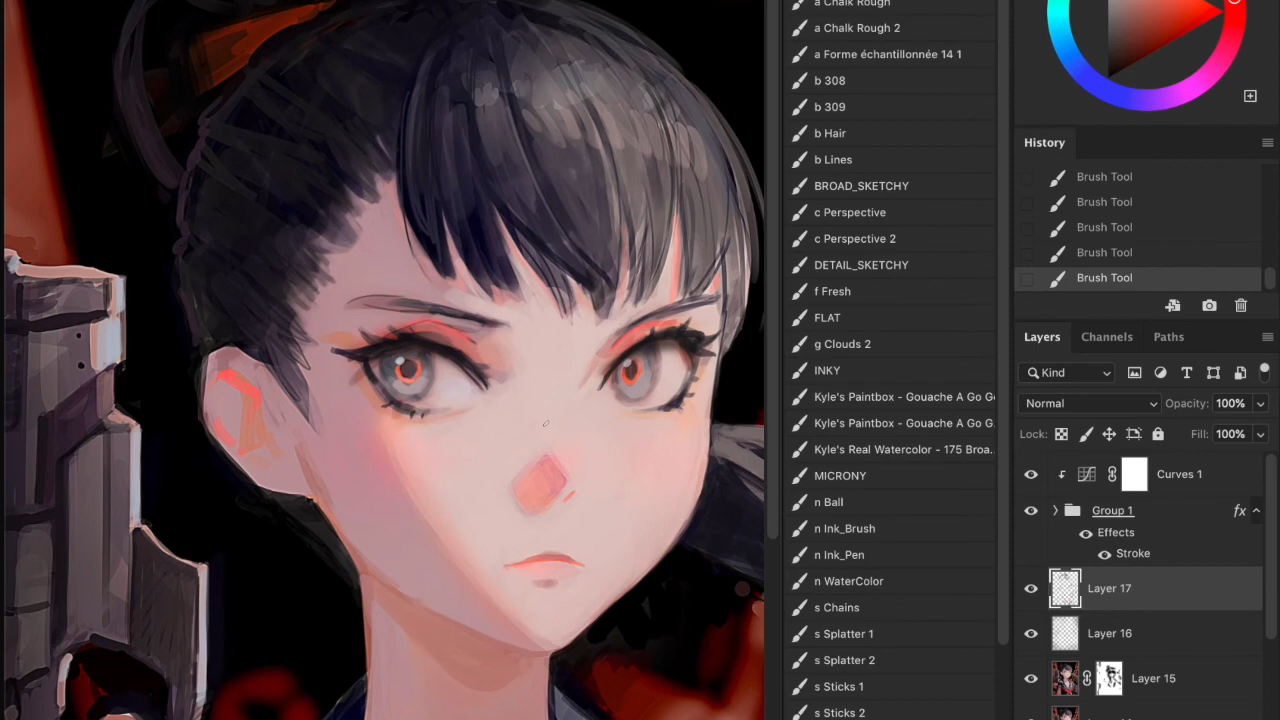 a Chalk Rough
a Chalk Rough 2
a Forme échantillonnée 14 1
b 308
b 309
b Hair
b Lines
BROAD_SKETCHY
c Perspective
c Perspective 2
DETAIL_SKETCHY
f Fresh
FLAT
g Clouds 2
INKY
Kyle's Paintbox - Gouache A Go G
Kyle's Paintbox - Gouache A Go G.
Kyle's Real Watercolor - 175 Broa..
MICRONY
n Ball
n Ink_Brush
n Ink_Pen
n WaterColor
s Chains
s Splatter 1
s Splatter 2
s Sticks 1
s Sticks 2
History
Brush Tool
Brush Tool
Brush Tool
Brush Tool
Brush Tool
Layers Channels Paths
Kind
Normal Opacity: 100%
Lock: Fill: 100%
Curves 1
Group 1 fx
Effects
Stroke
Layer 17
Layer 16
Layer 15